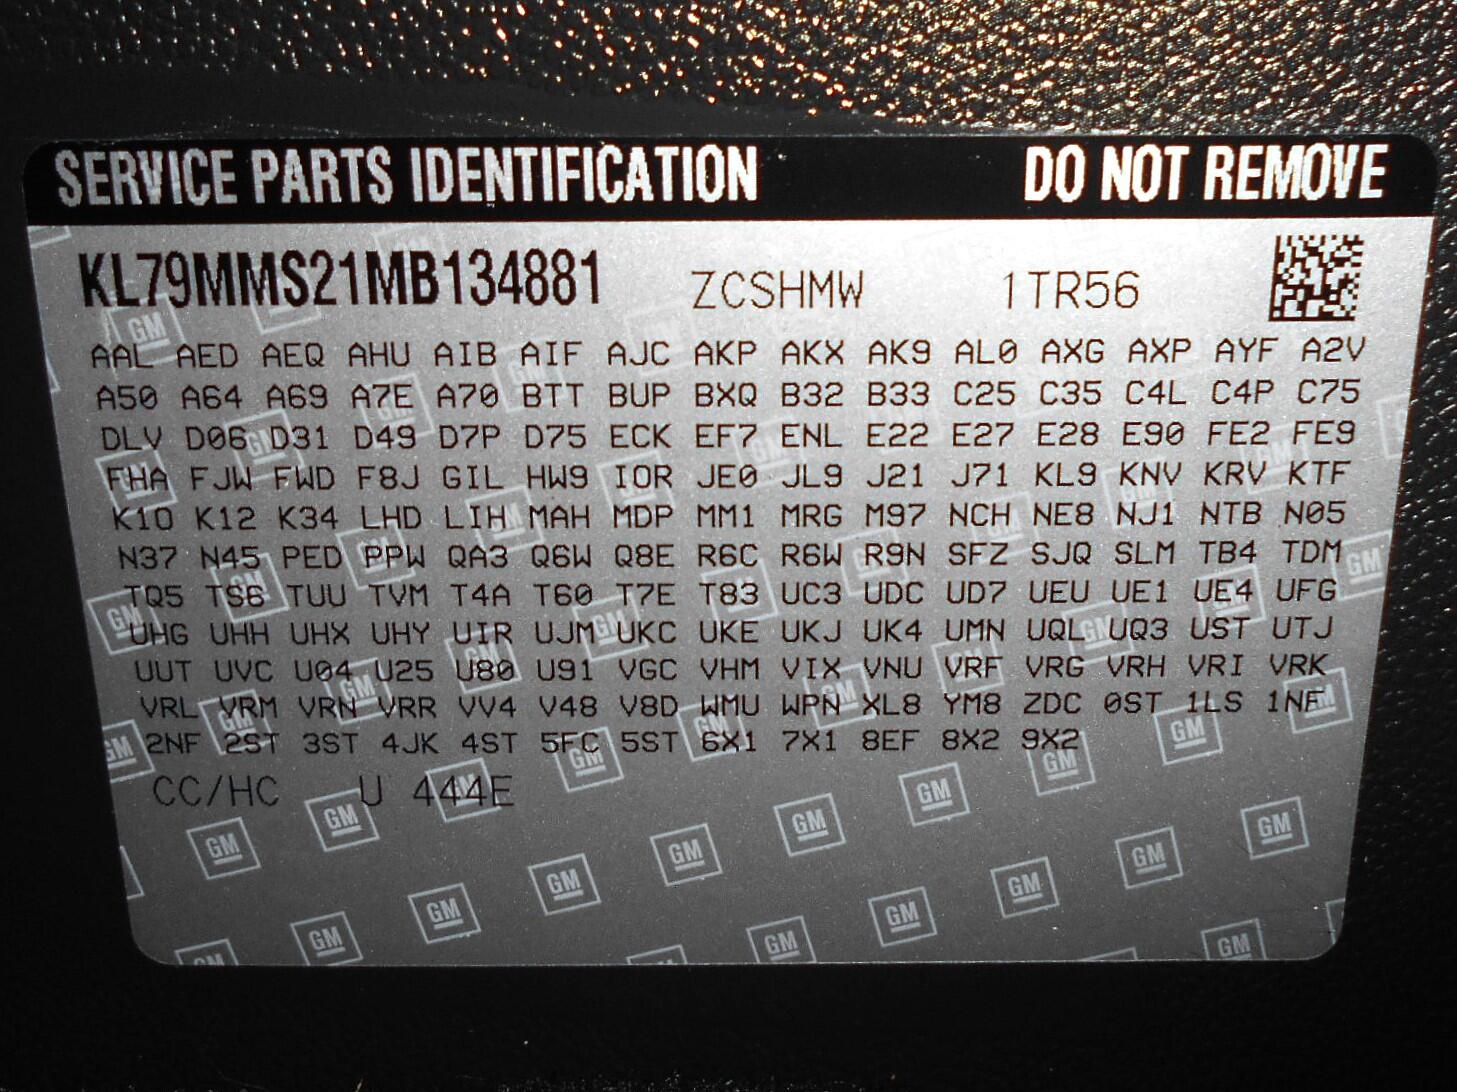 SERVICE PARTS IDENTIFICATION DO NOT REMOVE
KL79MMS21MB134881 ZCSHMW 1TR56
AAL AED AEQ AHU AIB AIF AJC AKP AKX AK9 AL0 AXG AXP AYF A2V
A50 A64 A69 A7E A70 BTT BUP BXQ B32 B33 C25 C35 C4L C4P C75
DLV D06 D31 D49 D7P D75 ECK EF7 ENL E22 E27 E28 E90 FE2 FE9
FHA FJW FWD F8J GIL HW9 IOR JE0 JL9 J21 J71 KL9 KNV KRV KTF
K10 K12 K34 LHD LIH MAH MDP MM1 MRG M97 NCH NE8 NJ1 NTB N05
N37 N45 PED PPW QA3 Q6W Q8E R6C R6W R9N SFZ SJQ SLM TB4 TDM
TQ5 TS6 TUU TVM T4A T60 T7E T83 UC3 UDC UD7 UEU UE1 UE4 UFG
UHG UHH UHX UHY UIR UJM UKC UKE UKJ UK4 UMN UQL UQ3 UST UTJ
UUT UVC U04 U25 U80 U91 VGC VHM VIX VNU VRF VRG VRH VRI VRK
VRL VRM VRN VRR VV4 V48 V8D WMU WPN XL8 YM8 ZDC 0ST 1LS 1NF
2NF 2ST 3ST 4JK 4ST 5FC 5ST 6X1 7X1 8EF 8X2 9X2
CC/HC U 444E
GM